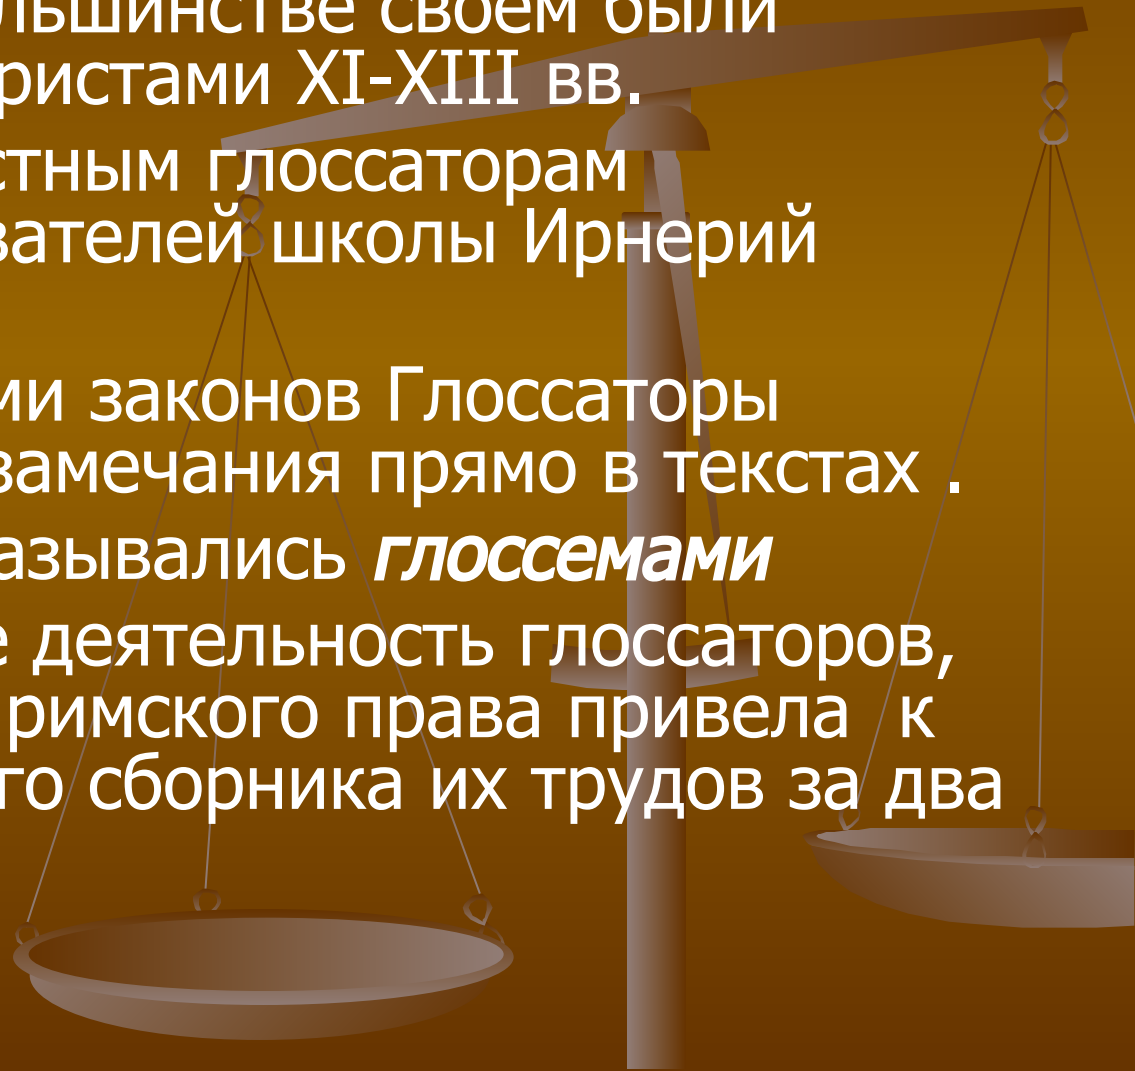 льшинстве своем были
ристами XI-XIII вв.
стным глоссаторам
вателей школы Ирнерий
ми законов Глоссаторы
замечания прямо в текстах .
азывались глоссемами
е деятельность глоссаторов,
римского права привела к
го сборника их трудов за два